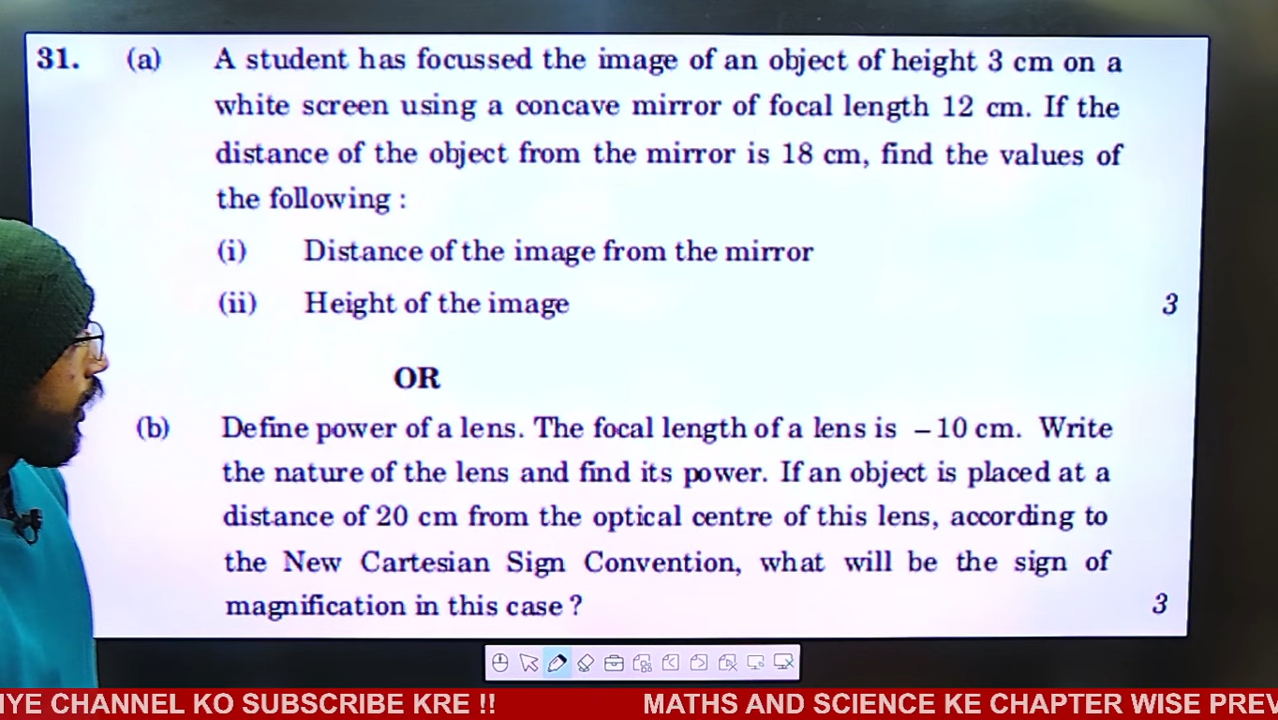 31. (a) A student has focussed the image of an object of height 3 cm on a
white screen using a concave mirror of focal length 12 cm. If the
distance of the object from the mirror is 18 cm, find the values of
the following :
(i) Distance of the image from the mirror
(ii) Height of the image 3
OR
(b) Define power of a lens. The focal length of a lens is – 10 cm. Write
the nature of the lens and find its power. If an object is placed at a
distance of 20 cm from the optical centre of this lens, according to
the New Cartesian Sign Convention, what will be the sign of
magnification in this case ? 3
IYE CHANNEL KO SUBSCRIBE KRE !! MATHS AND SCIENCE KE CHAPTER WISE PREV